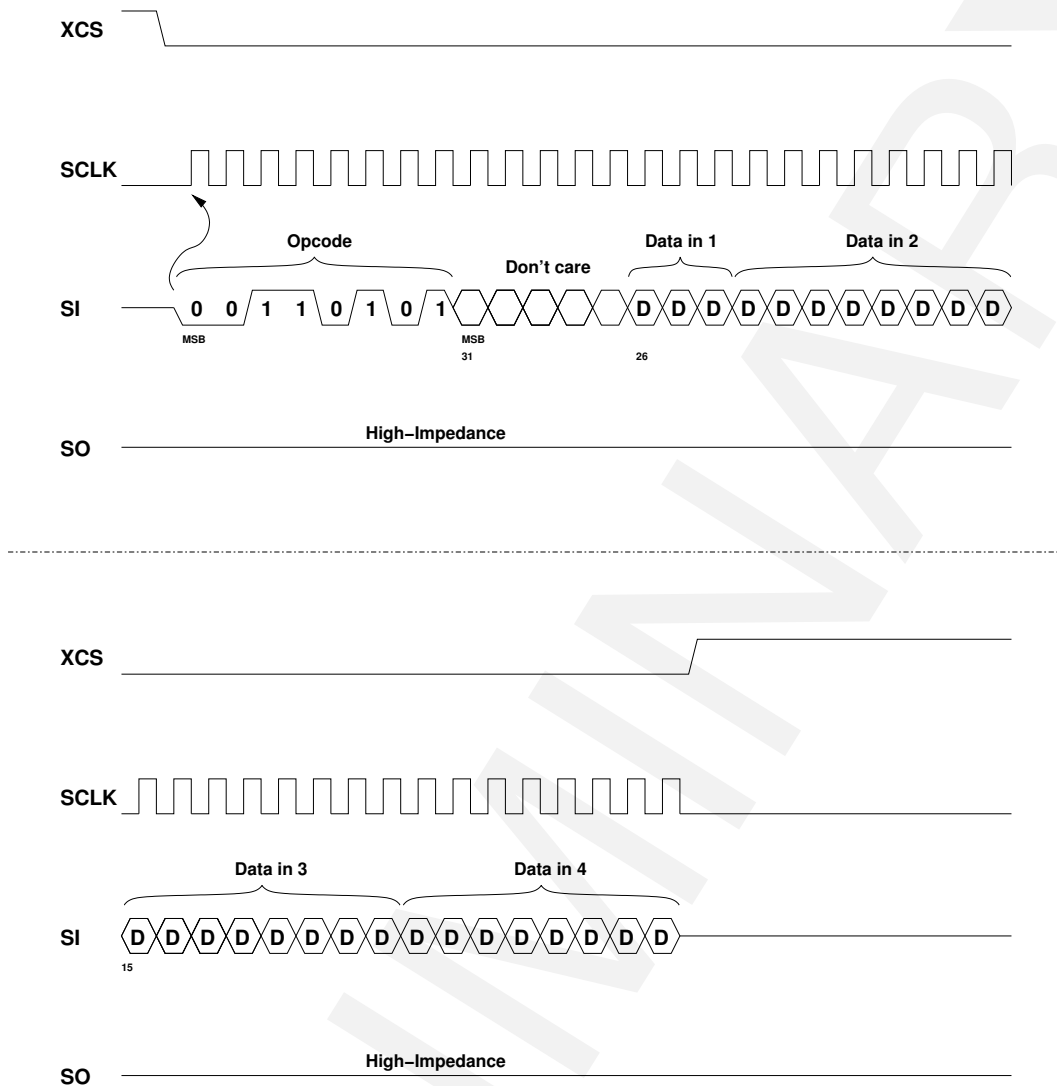 XCS
SCLK
Opcode
Don't care
Data in 1
Data in 2
SI
0 0 1 1 0 1 0 1 D D D D D D D D D D D
MSB
MSB
31
26
High–Impedance
SO
XCS
SCLK
Data in 3
Data in 4
SI
D D D D D D D D D D D D D D D D
15
High–Impedance
SO